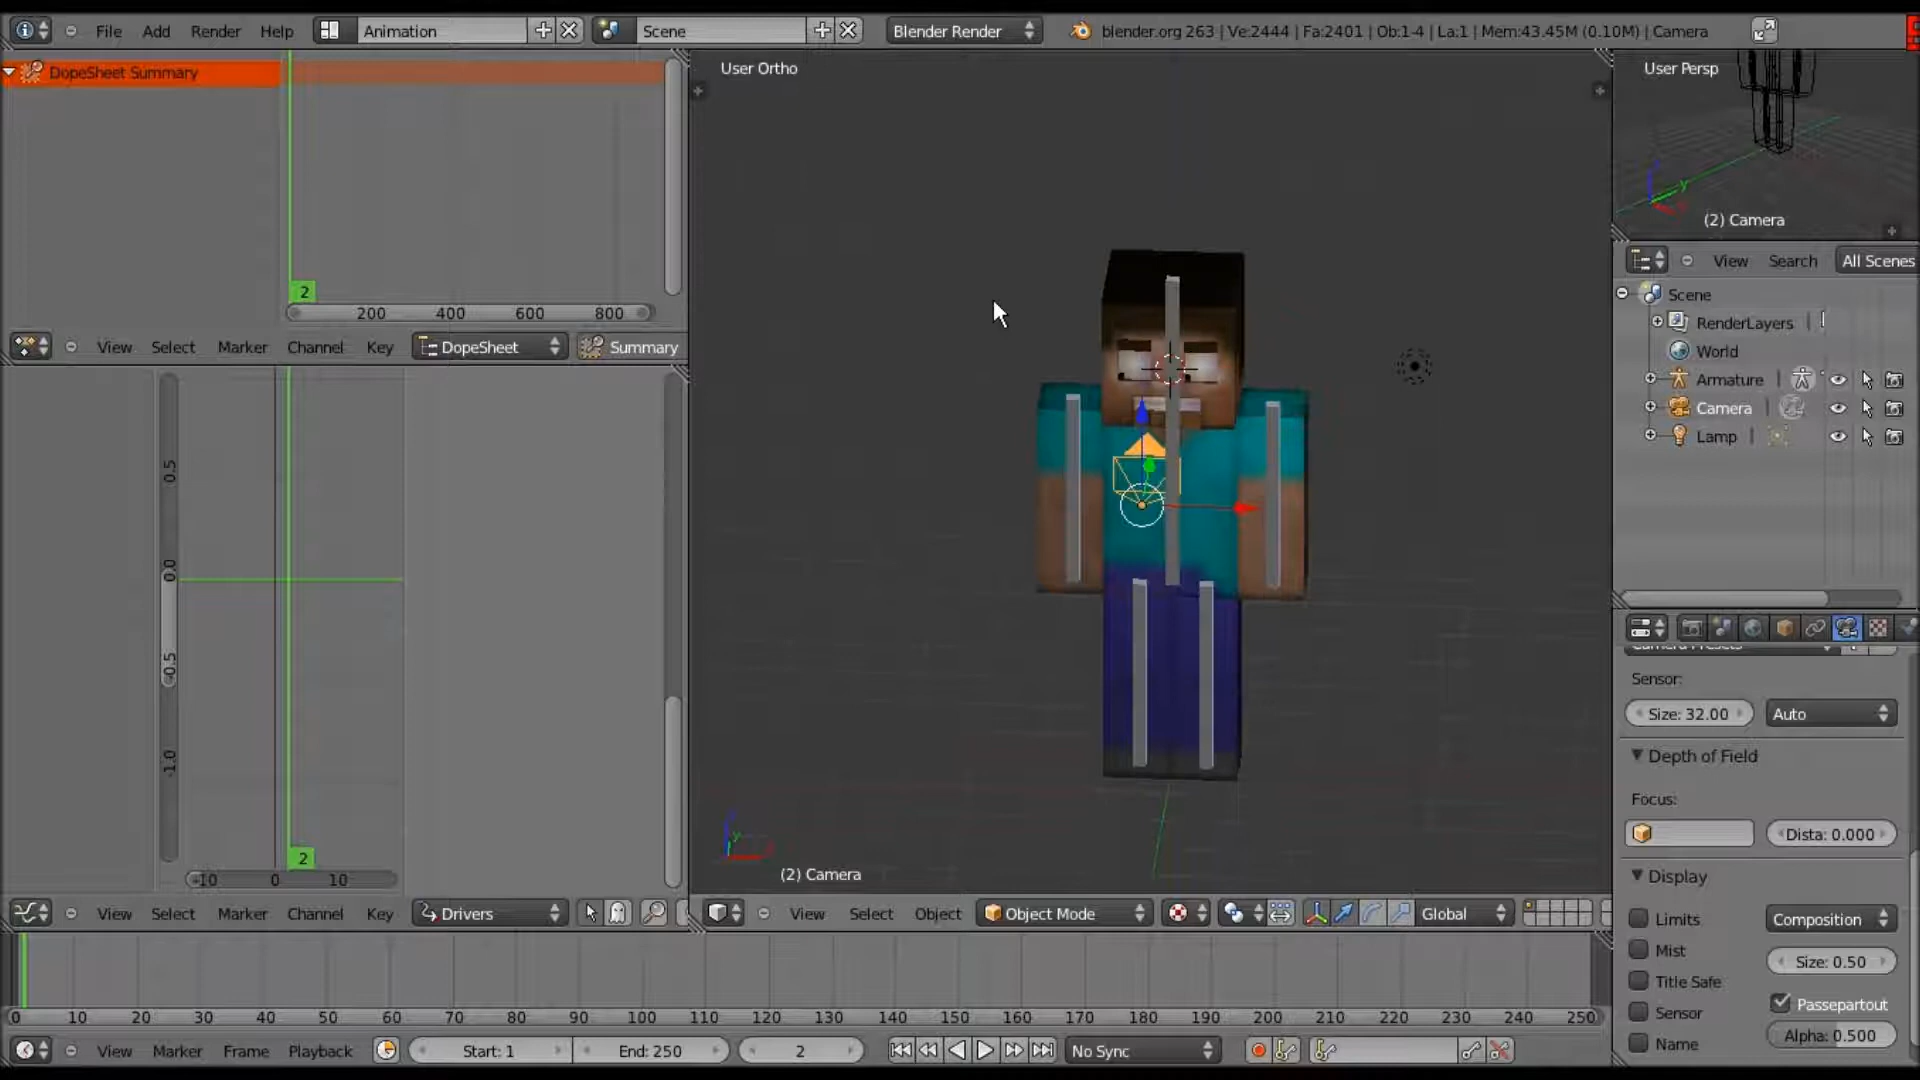 File Add Render Help Animation Scene Blender Render blender.org 263 | Ve:2444 | Fa:2401 | Ob:1-4 | La:1 | Mem:43.45M (0.10M) | Camera
DopeSheet Summary
2
200 400 600 800
View Select Marker Channel Key DopeSheet Summary
0.5
0.0
-0.5
-1.0
2
-10 0 10
View Select Marker Channel Key Drivers
User Ortho
(2) Camera
View Select Object Object Mode Global
User Persp
(2) Camera
View Search All Scenes
Scene
RenderLayers |
World
Armature |
Camera |
Lamp |
Camera Presets
Sensor:
Size: 32.00 Auto
Depth of Field
Focus:
Dista: 0.000
Display
Limits Composition
Mist
Size: 0.50
Title Safe
Passepartout
Sensor
Alpha: 0.500
Name
0 10 20 30 40 50 60 70 80 90 100 110 120 130 140 150 160 170 180 190 200 210 220 230 240 250
View Marker Frame Playback Start: 1 End: 250 2 No Sync